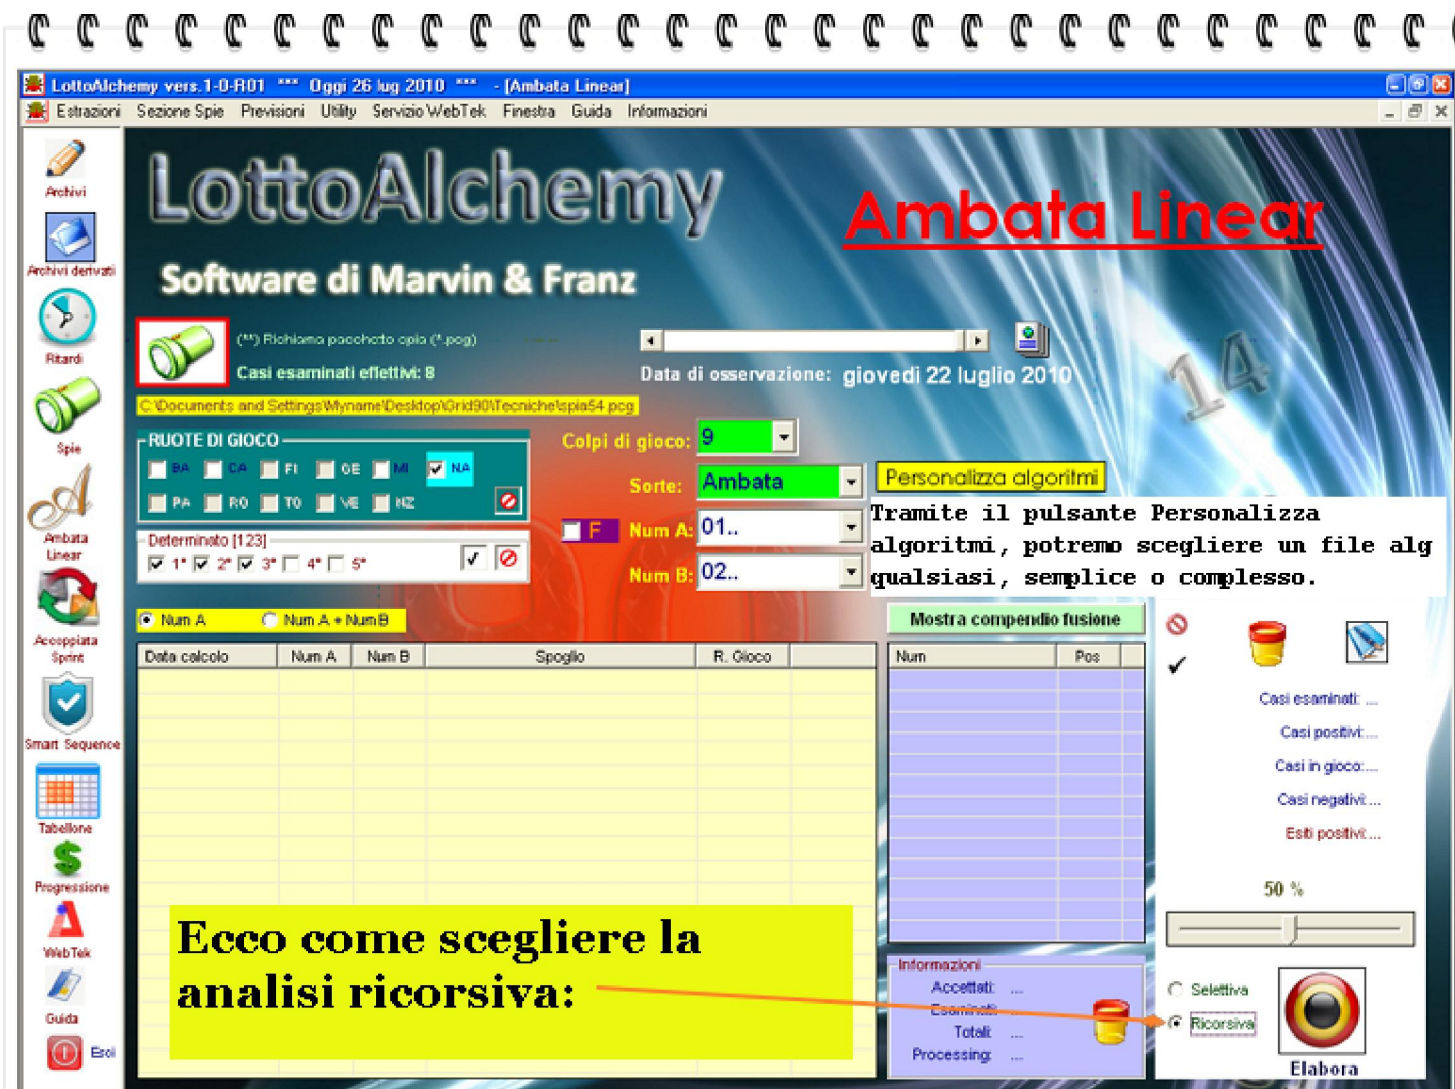 LottoAlchemy vers.1-0-R01 *** Oggi 26 lug 2010 *** - [Ambata Linear]
Estrazioni Sezione Spie Previsioni Utility Servizio WebTek Finestra Guida Informazioni
Archivi
Archivi derivati
Ritardi
Spie
Ambata
Linear
Accoppiata
Sprint
Smart Sequence
Tabellone
Progressione
WebTek
Guida
Esci
LottoAlchemy
Ambata Linear
Software di Marvin & Franz
14
(**) Richiama pacchetto spia (*.pcg)
Casi esaminati effettivi: 8
Data di osservazione: giovedì 22 luglio 2010
C:\Documents and Settings\Myname\Desktop\Grid90\Tecniche\spia54.pcg
RUOTE DI GIOCO
BA CA FI GE MI NA
PA RO TO VE NZ
Determinato [123]
1° 2° 3° 4° 5°
Colpi di gioco: 9
Sorte: Ambata
F Num A: 01..
Num B: 02..
Personalizza algoritmi
Tramite il pulsante Personalizza
algoritmi, potremo scegliere un file alg
qualsiasi, semplice o complesso.
Num A Num A + Num B
Data calcolo Num A Num B Spoglio R. Gioco
Mostra compendio fusione
Num Pos
Casi esaminati: ...
Casi positivi:...
Casi in gioco:...
Casi negativi:...
Esiti positivi:...
50 %
Ecco come scegliere la
analisi ricorsiva:
Informazioni
Accettati: ...
Esaminati: ...
Totali: ...
Processing: ...
Selettiva
Ricorsiva
Elabora